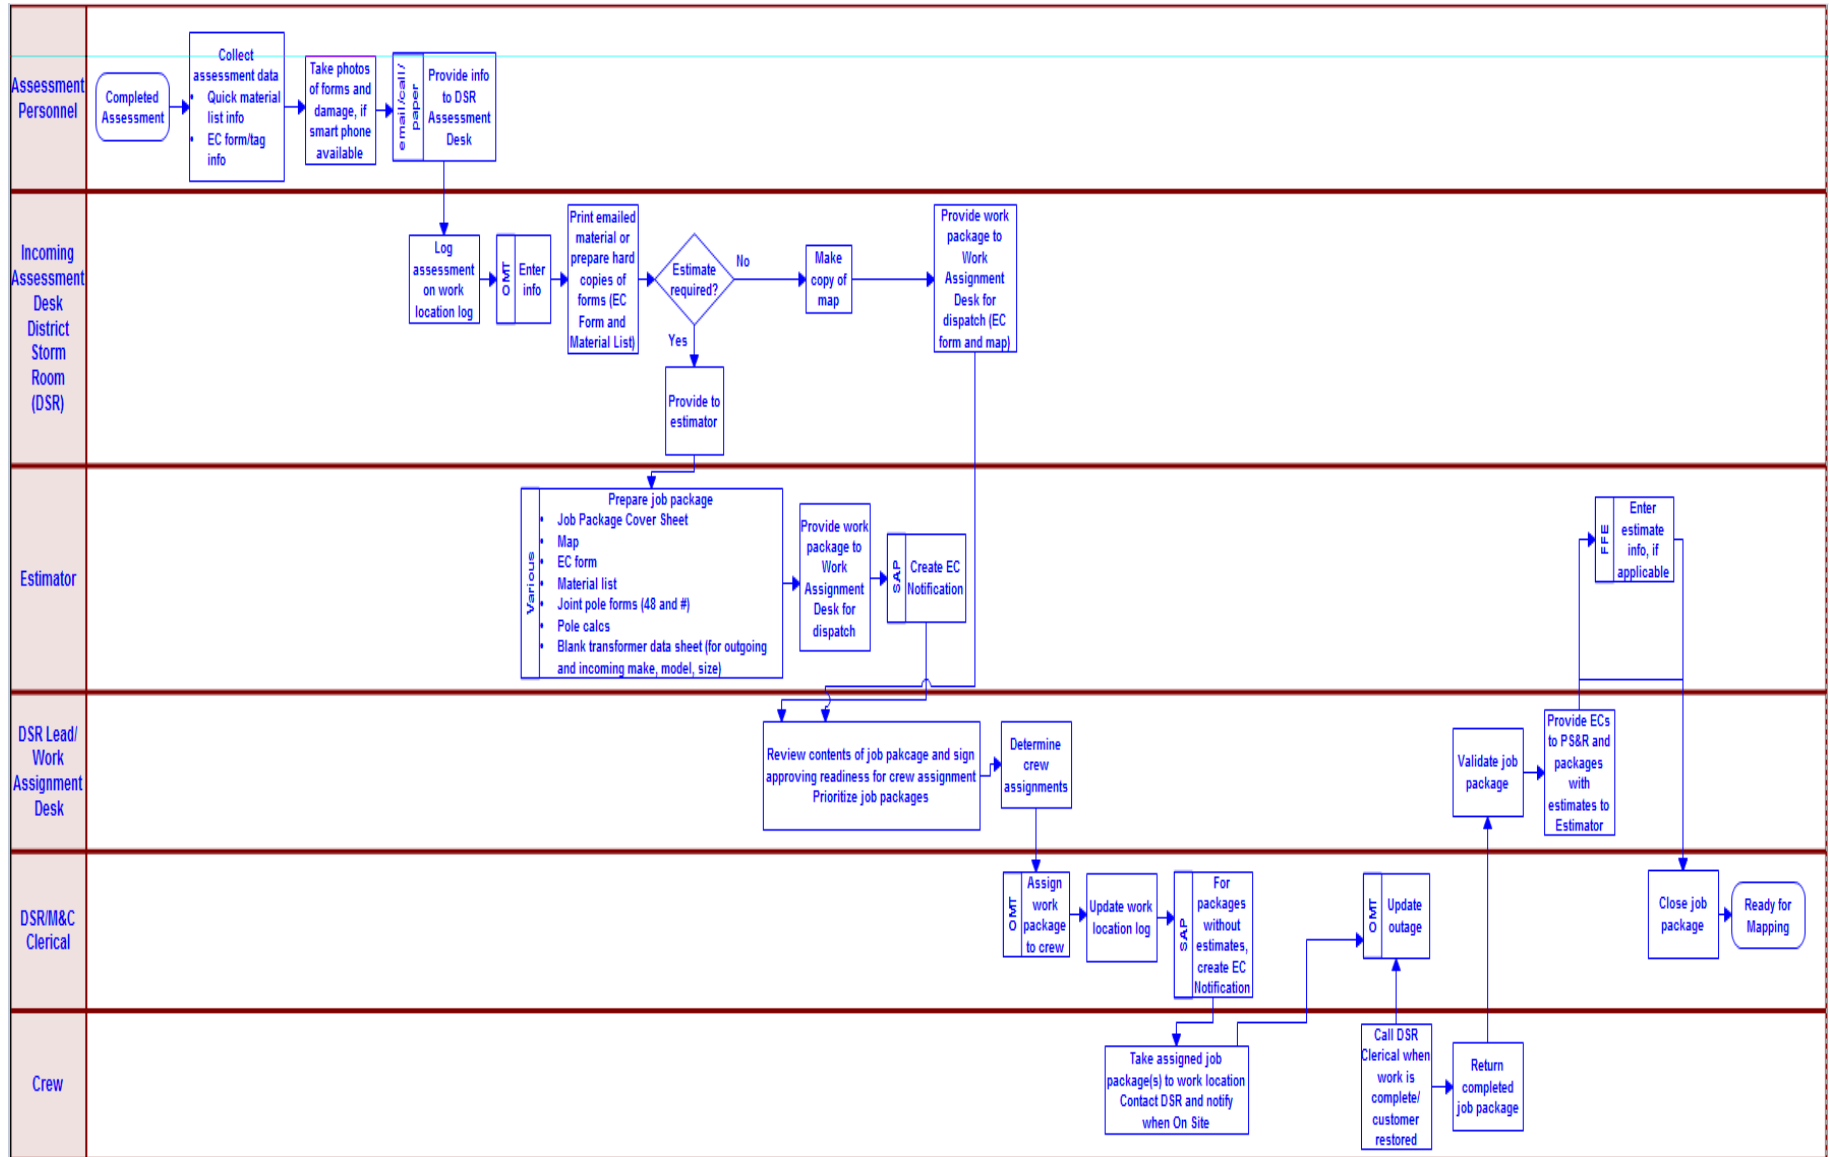 Assessment
Personnel
Completed
Assessment
Collect
assessment data
• Quick material
list info
• EC form/tag
info
Take photos
of forms and
damage, if
smart phone
available
email/call/
paper
Provide info
to DSR
Assessment
Desk
Incoming
Assessment
Desk
District
Storm
Room
(DSR)
Log
assessment
on work
location log
OMT
Enter
info
Print emailed
material or
prepare hard
copies of
forms (EC
Form and
Material List)
Estimate
required?
No
Yes
Make
copy of
map
Provide work
package to
Work
Assignment
Desk for
dispatch (EC
form and map)
Provide to
estimator
Estimator
Various
Prepare job package
• Job Package Cover Sheet
• Map
• EC form
• Material list
• Joint pole forms (48 and #)
• Pole calcs
• Blank transformer data sheet (for outgoing
and incoming make, model, size)
Provide work
package to
Work
Assignment
Desk for
dispatch
SAP
Create EC
Notification
FFE
Enter
estimate
info, if
applicable
DSR Lead/
Work
Assignment
Desk
Review contents of job pakcage and sign
approving readiness for crew assignment
Prioritize job packages
Determine
crew
assignments
Validate job
package
Provide ECs
to PS&R and
packages
with
estimates to
Estimator
DSR/M&C
Clerical
OMT
Assign
work
package
to crew
Update work
location log
SAP
For
packages
without
estimates,
create EC
Notification
OMT
Update
outage
Close job
package
Ready for
Mapping
Crew
Take assigned job
package(s) to work location
Contact DSR and notify
when On Site
Call DSR
Clerical when
work is
complete/
customer
restored
Return
completed
job package